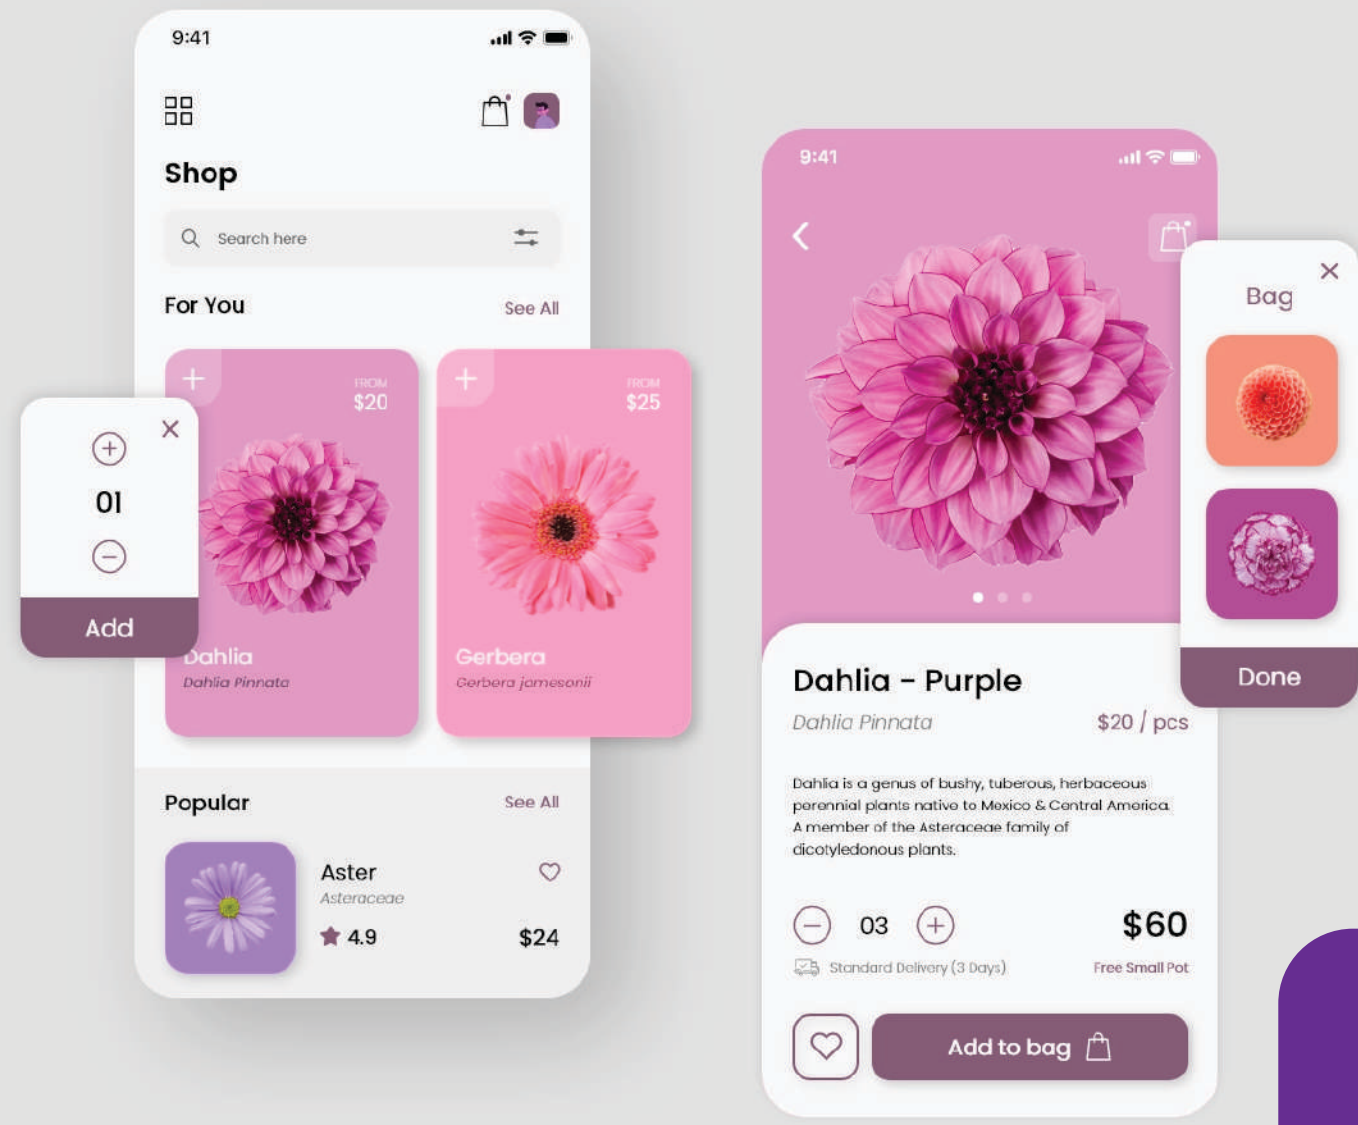 9:41
Shop
Search here
For You
See All
FROM
$20
FROM
$25
01
Add
Dahlia
Dahlia Pinnata
Gerbera
Gerbera jamesonii
Popular
See All
Aster
Asteraceae
4.9
$24
9:41
Bag
Done
Dahlia - Purple
Dahlia Pinnata
$20 / pcs
Dahlia is a genus of bushy, tuberous, herbaceous
perennial plants native to Mexico & Central America.
A member of the Asteraceae family of
dicotyledonous plants.
03
$60
Standard Delivery (3 Days)
Free Small Pot
Add to bag